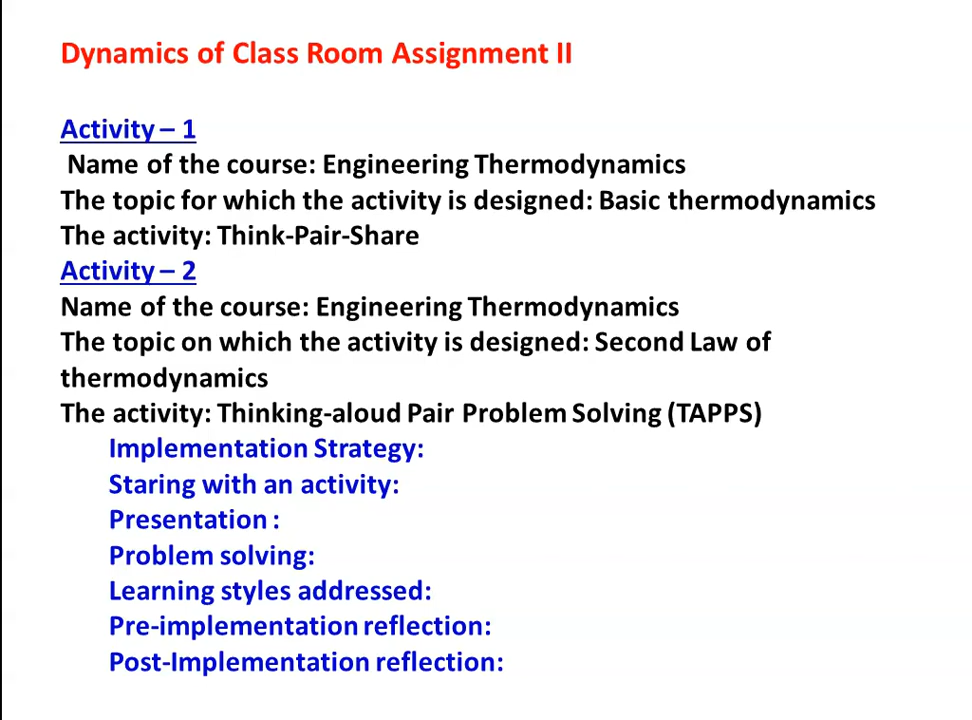 Dynamics of Class Room Assignment II
Activity – 1
Name of the course: Engineering Thermodynamics
The topic for which the activity is designed: Basic thermodynamics
The activity: Think-Pair-Share
Activity – 2
Name of the course: Engineering Thermodynamics
The topic on which the activity is designed: Second Law of
thermodynamics
The activity: Thinking-aloud Pair Problem Solving (TAPPS)
Implementation Strategy:
Staring with an activity:
Presentation :
Problem solving:
Learning styles addressed:
Pre-implementation reflection:
Post-Implementation reflection: